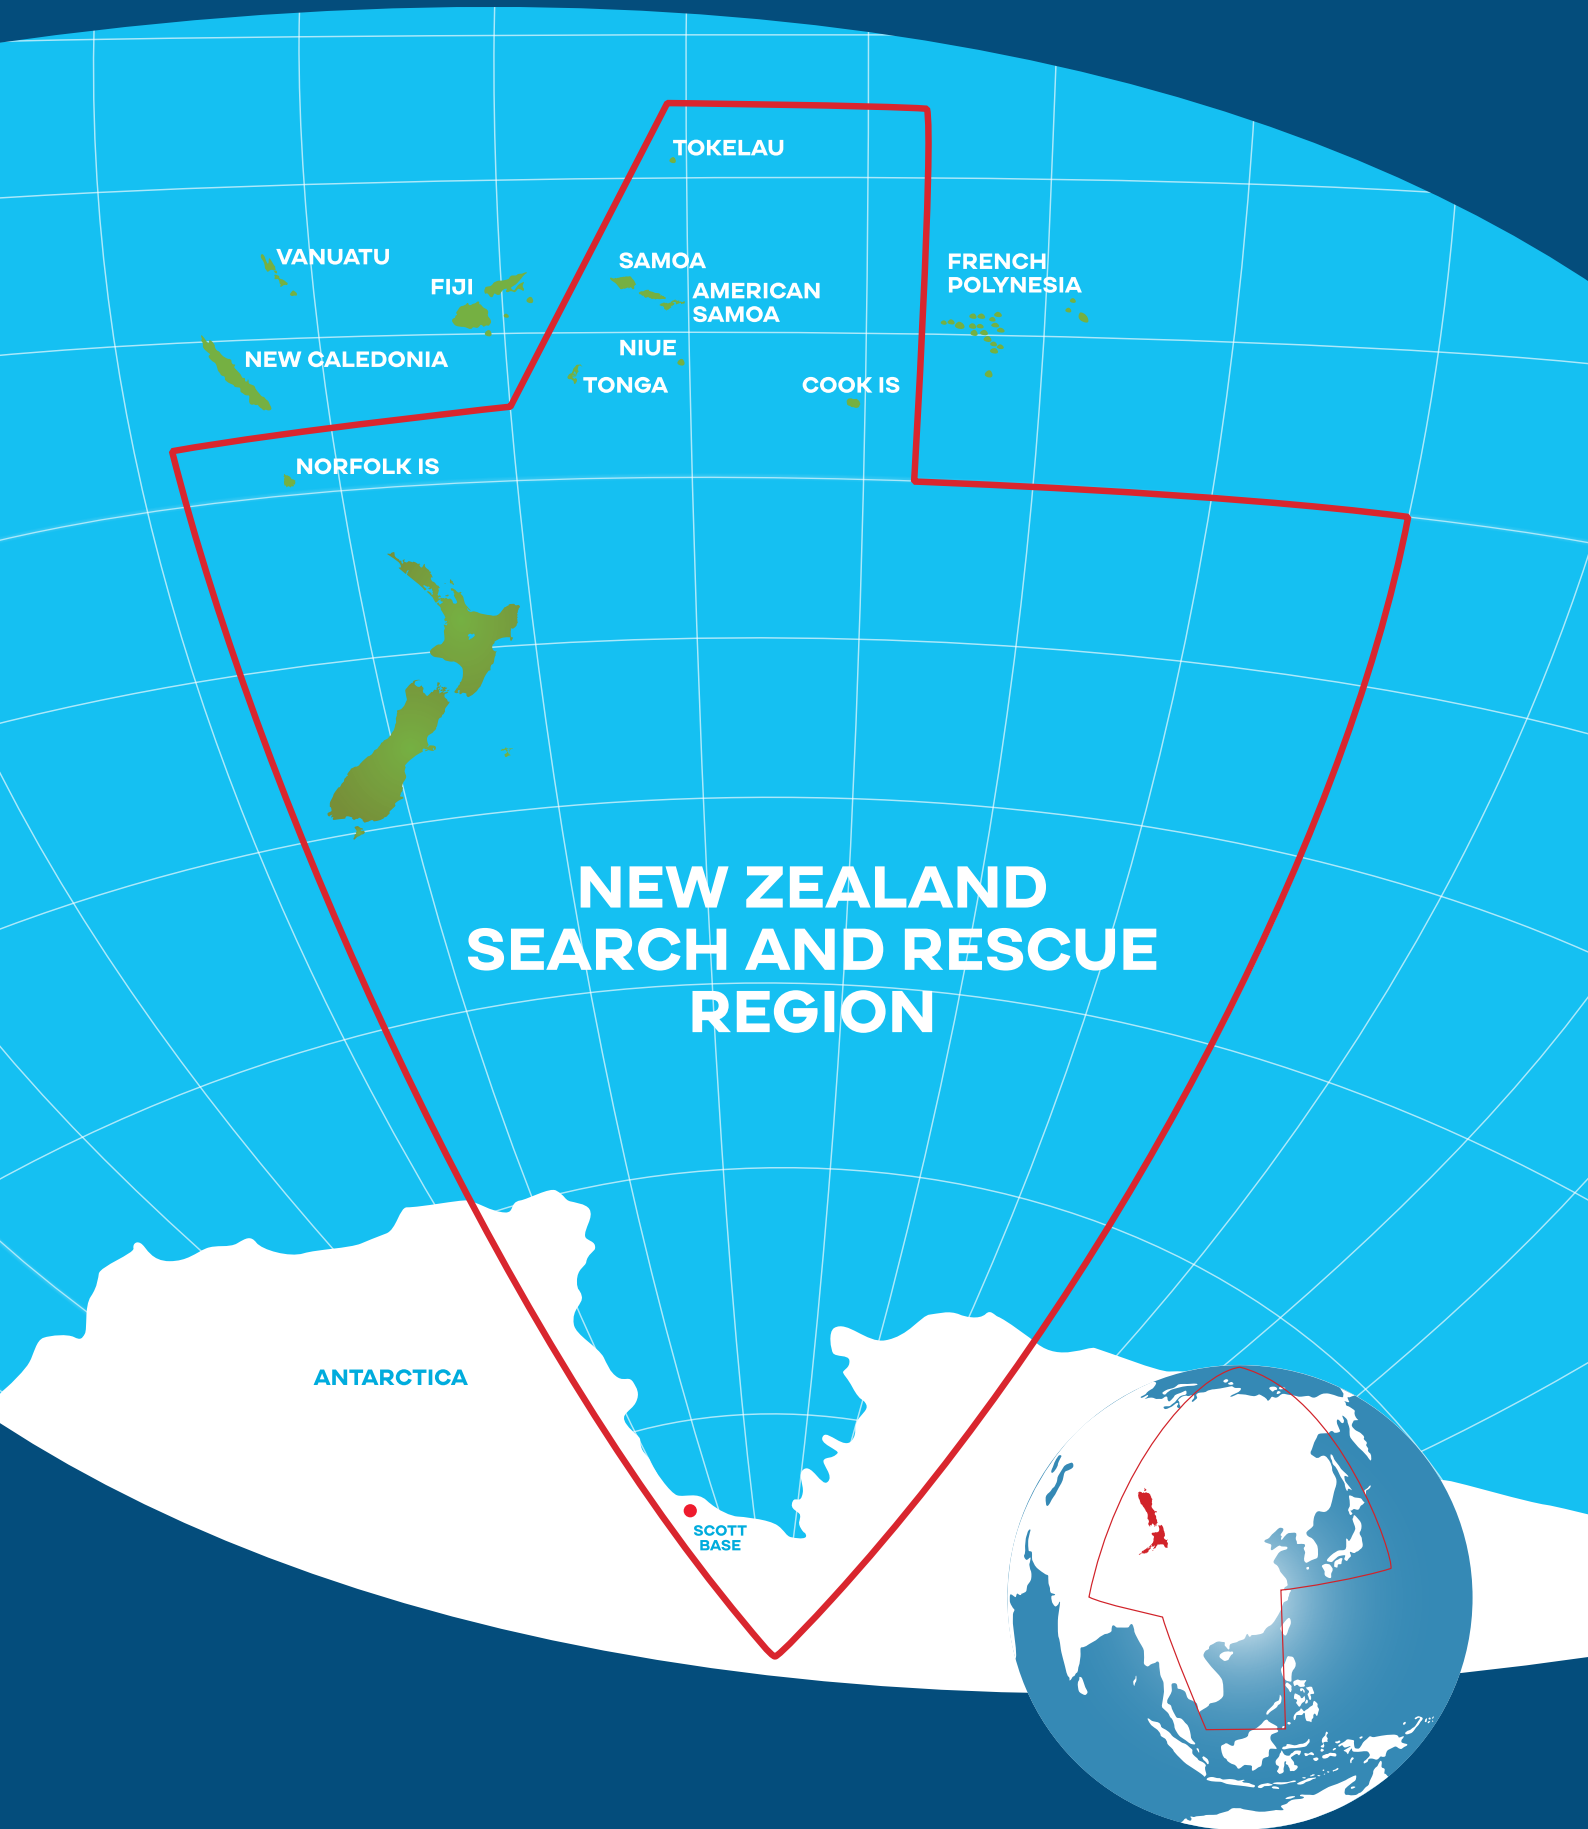 TOKELAU
VANUATU
FIJI
SAMOA
AMERICAN
SAMOA
FRENCH
POLYNESIA
NEW CALEDONIA
NIUE
TONGA
COOK IS
NORFOLK IS
NEW ZEALAND
SEARCH AND RESCUE
REGION
ANTARCTICA
SCOTT
BASE